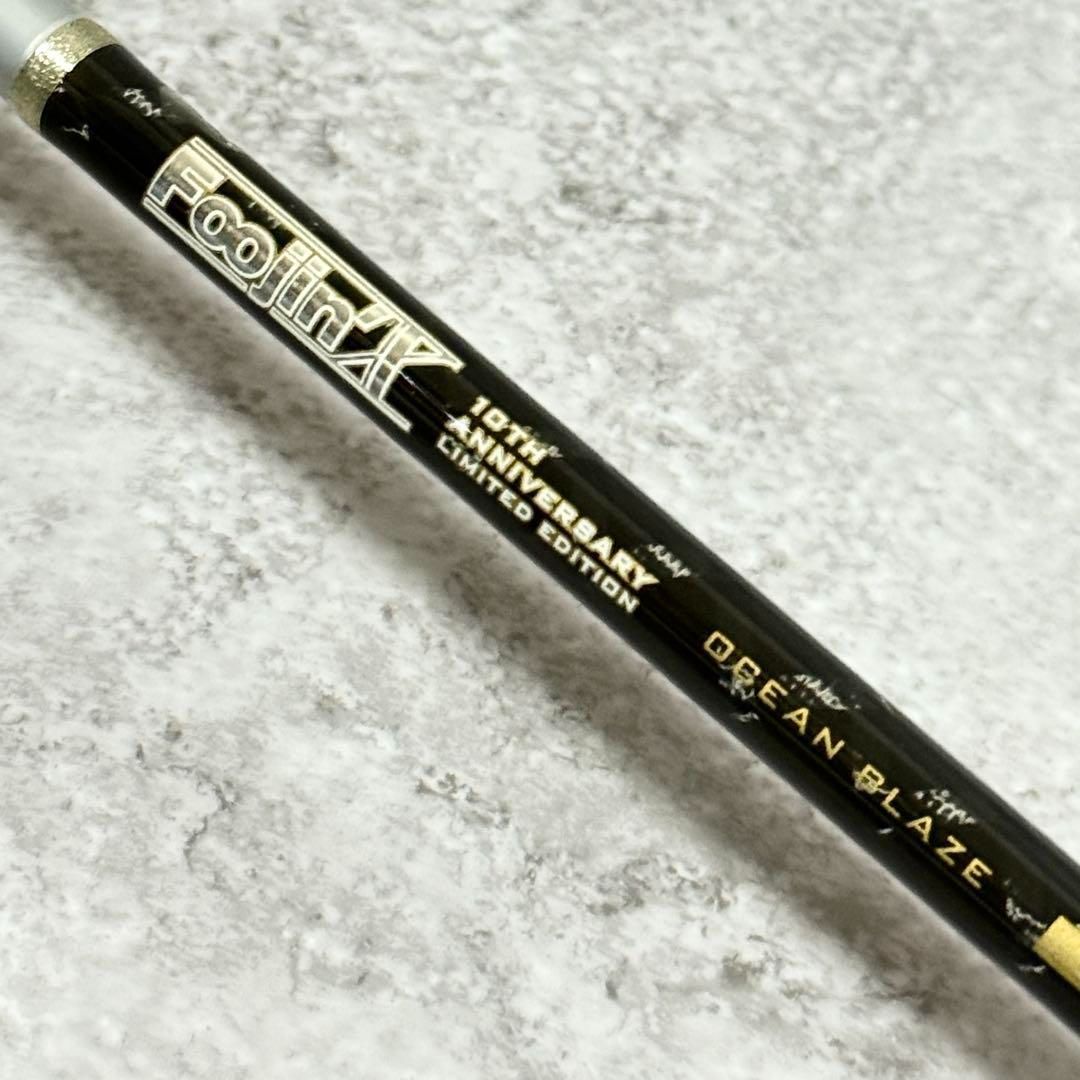 Foojin'X
10TH
ANNIVERSARY
LIMITED EDITION
OCEAN BLAZE